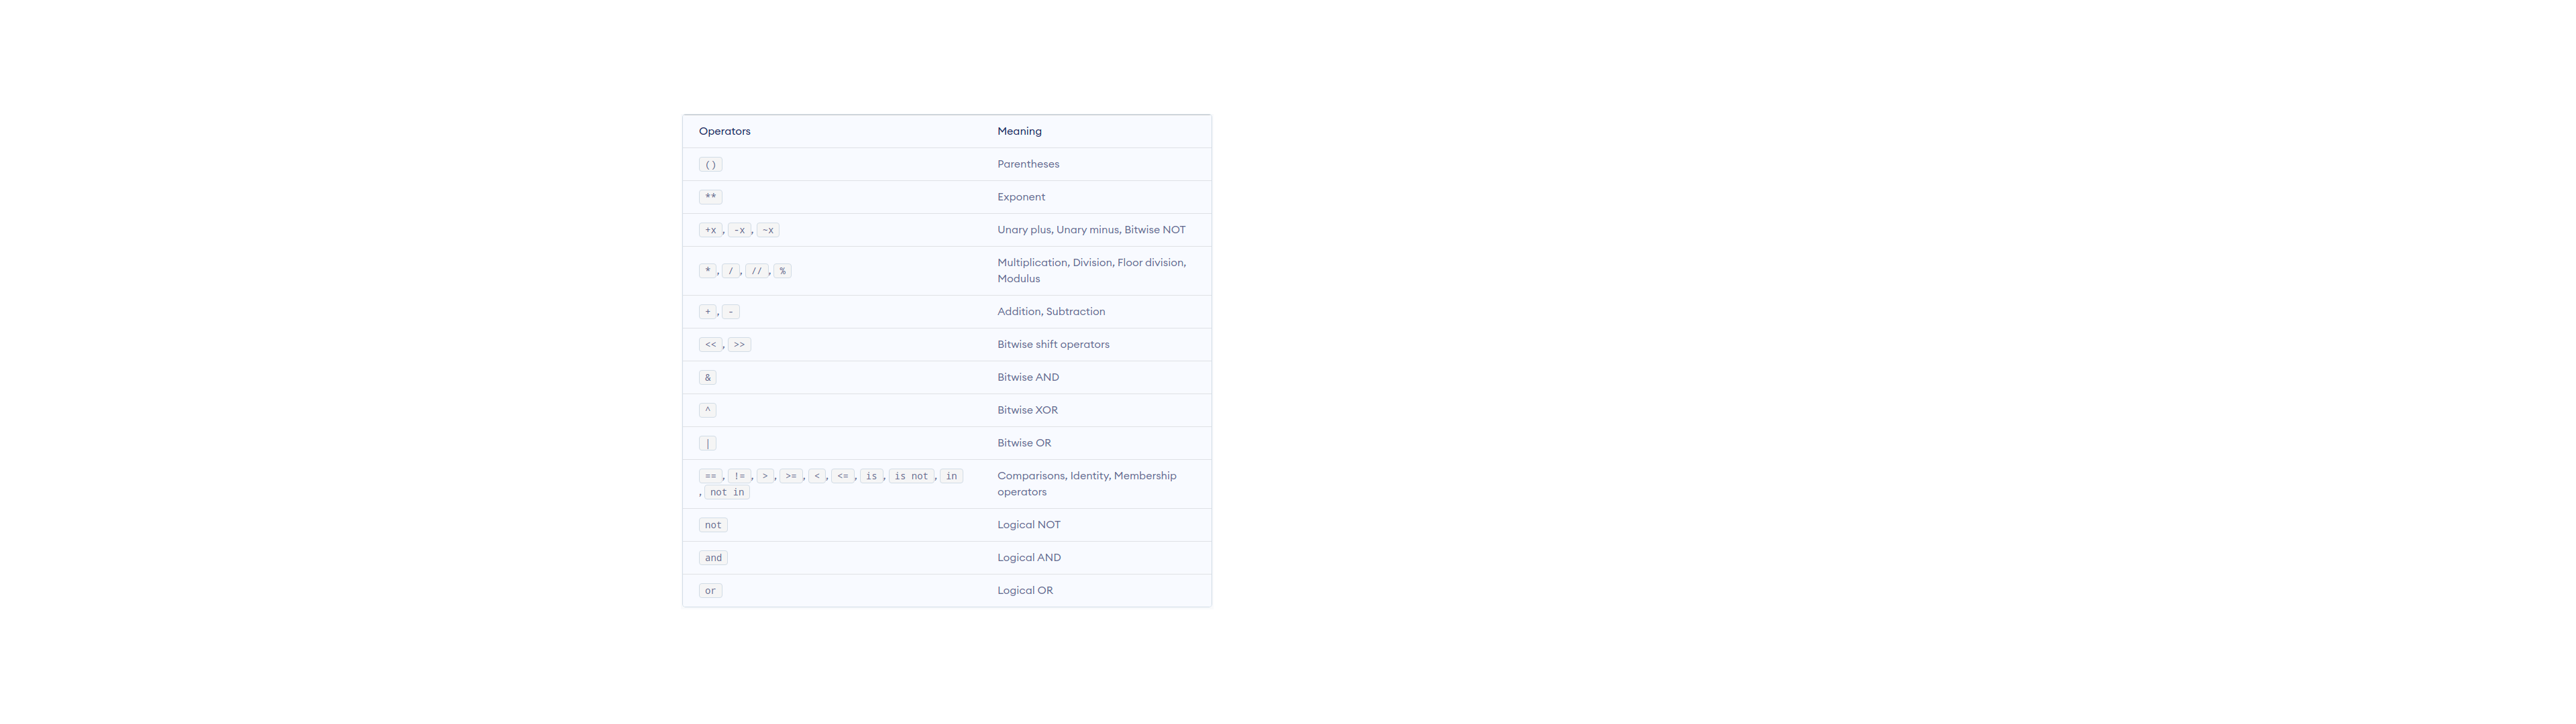 Operators Meaning
() Parentheses
** Exponent
+x, -x, ~x Unary plus, Unary minus, Bitwise NOT
*, /, //, % Multiplication, Division, Floor division,
Modulus
+, - Addition, Subtraction
<<, >> Bitwise shift operators
& Bitwise AND
^ Bitwise XOR
| Bitwise OR
==, !=, >, >=, <, <=, is, is not, in Comparisons, Identity, Membership
, not in operators
not Logical NOT
and Logical AND
or Logical OR